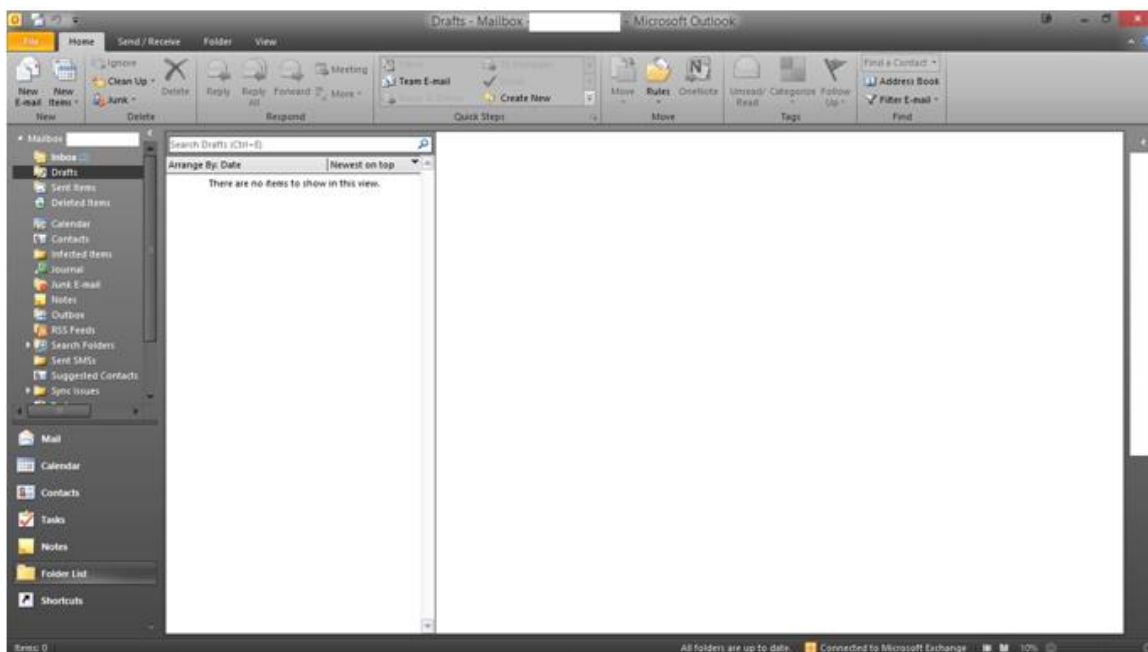 Drafts - Mailbox - - Microsoft Outlook
File Home Send / Receive Folder View
New E-mail
New Items
Ignore
Clean Up
Junk
Delete
Reply
Reply All
Forward
Meeting
More
Team E-mail
Create New
Move
Rules
OneNote
Unread/ Read
Categorize
Follow Up
Find a Contact
Address Book
Filter E-mail
New Delete Respond Quick Steps Move Tags Find
Mailbox
Inbox
Drafts
Sent Items
Deleted Items
Calendar
Contacts
Infected Items
Journal
Junk E-mail
Notes
Outbox
RSS Feeds
Search Folders
Sent SMSs
Suggested Contacts
Sync Issues
Search Drafts (Ctrl+E)
Arrange By: Date Newest on top
There are no items to show in this view.
Mail
Calendar
Contacts
Tasks
Notes
Folder List
Shortcuts
Items: 0 All folders are up to date. Connected to Microsoft Exchange 10%